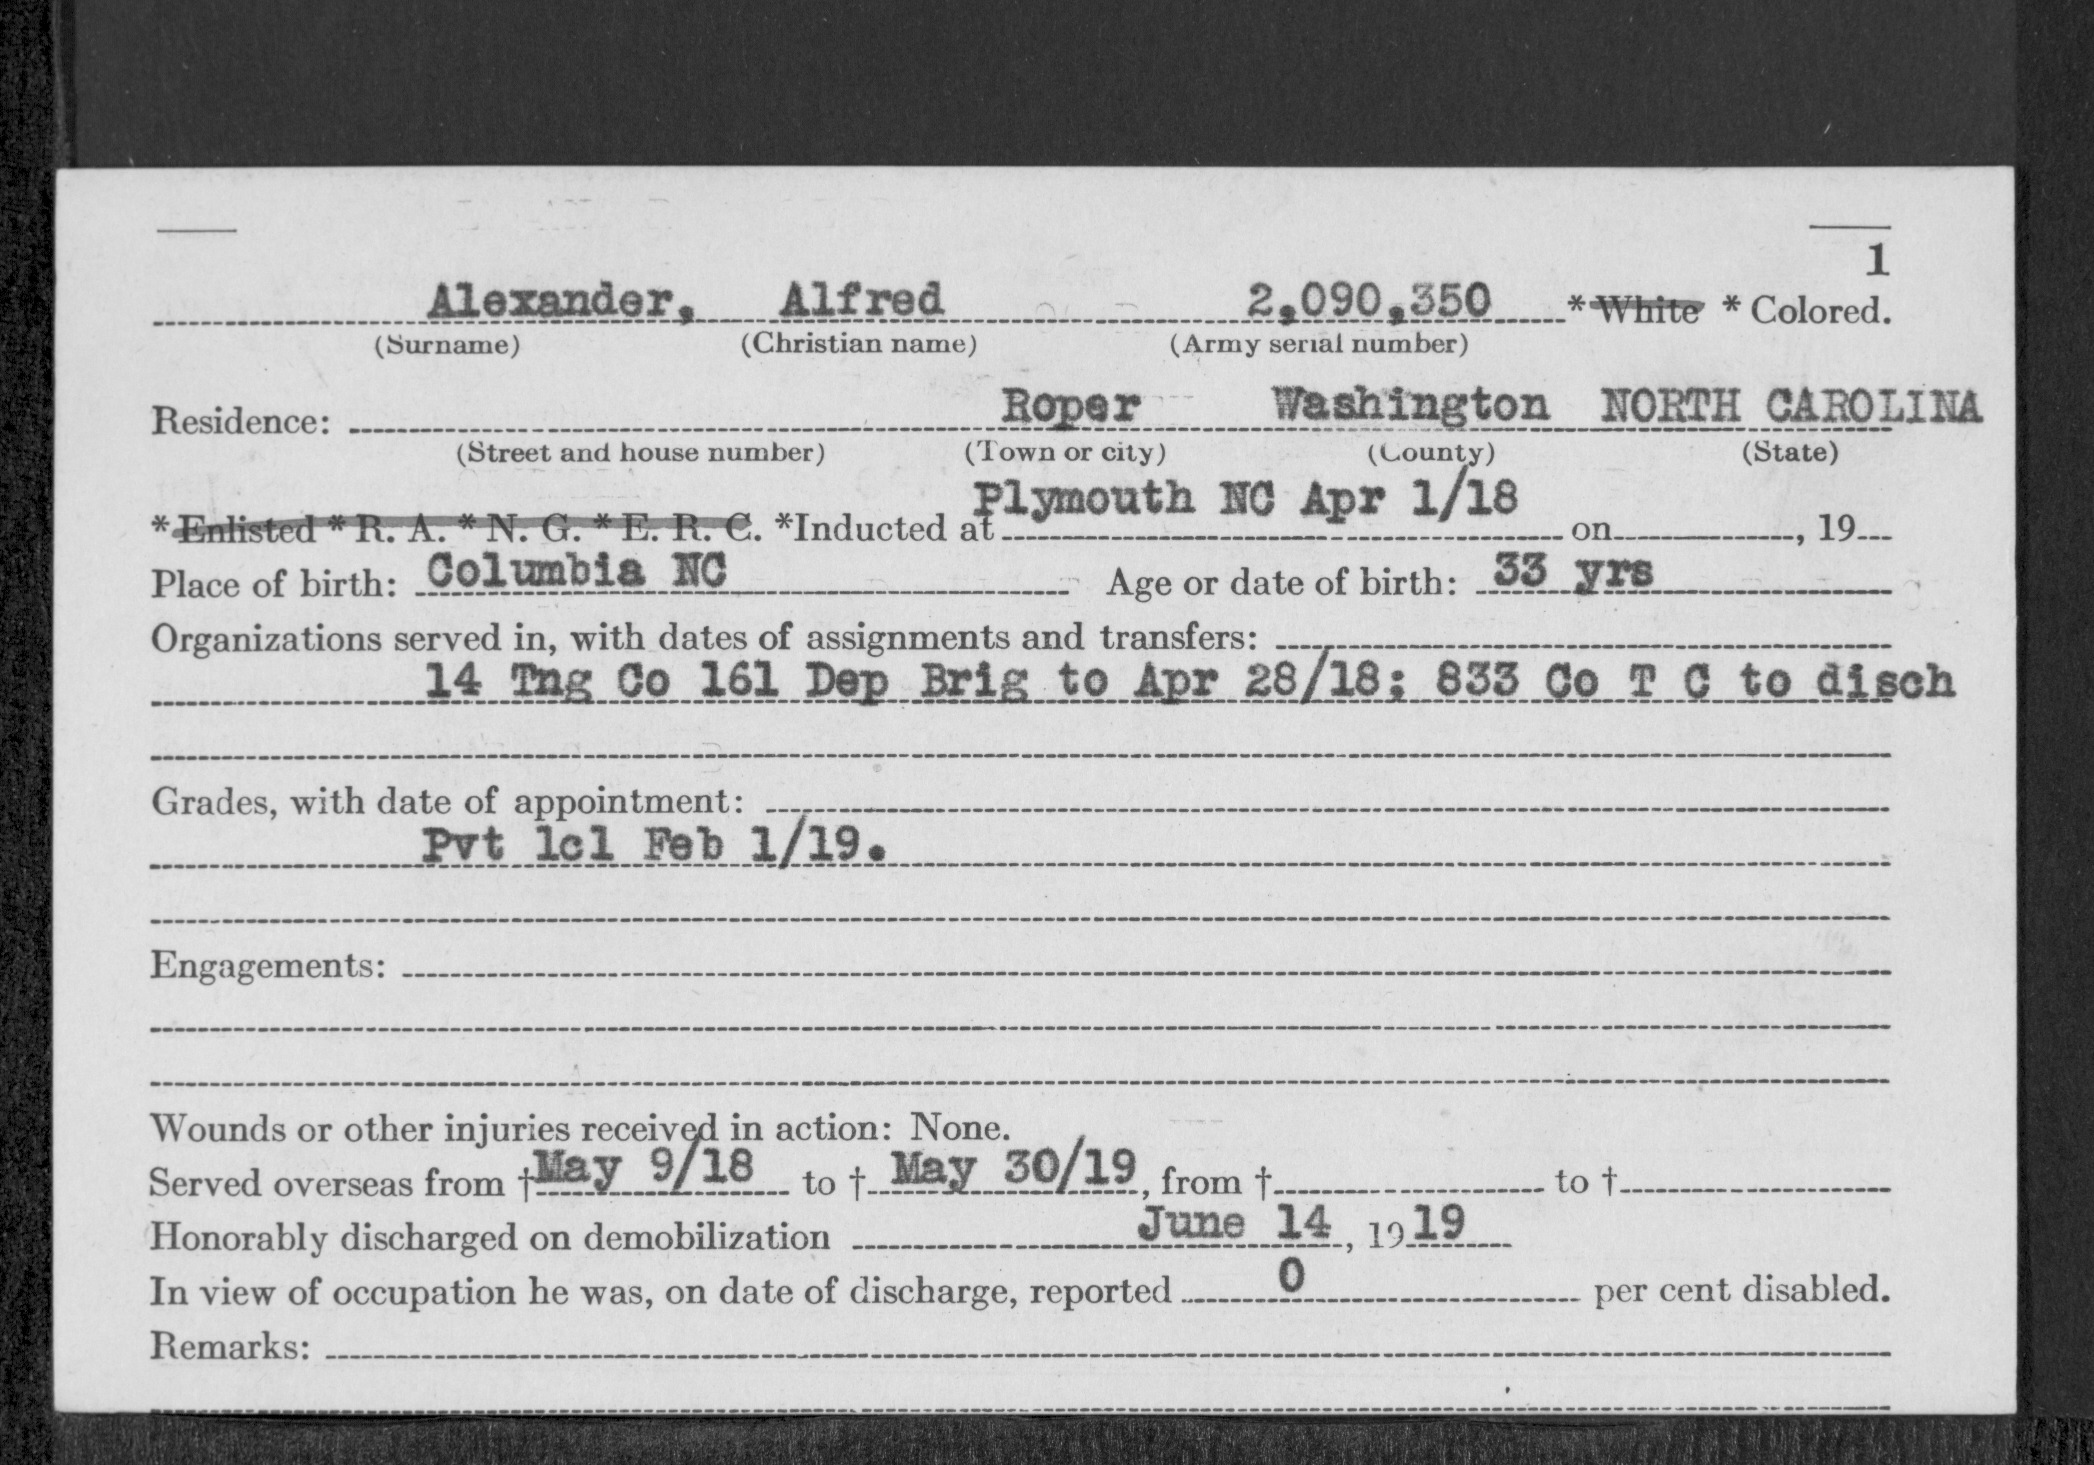 1
Alexander, Alfred 2,090,350 * White * Colored.
(Surname) (Christian name) (Army serial number)
Residence: Roper Washington NORTH CAROLINA
(Street and house number) (Town or city) (County) (State)
Plymouth NC Apr 1/18
* Enlisted * R. A. * N. G. * E. R. C. *Inducted at on , 19
Place of birth: Columbia NC Age or date of birth: 33 yrs
Organizations served in, with dates of assignments and transfers:
14 Tng Co 161 Dep Brig to Apr 28/18; 833 Co T C to disch
Grades, with date of appointment:
Pvt 1cl Feb 1/19.
Engagements:
Wounds or other injuries received in action: None.
Served overseas from † May 9/18 to † May 30/19, from † to †
Honorably discharged on demobilization June 14, 1919
In view of occupation he was, on date of discharge, reported 0 per cent disabled.
Remarks: